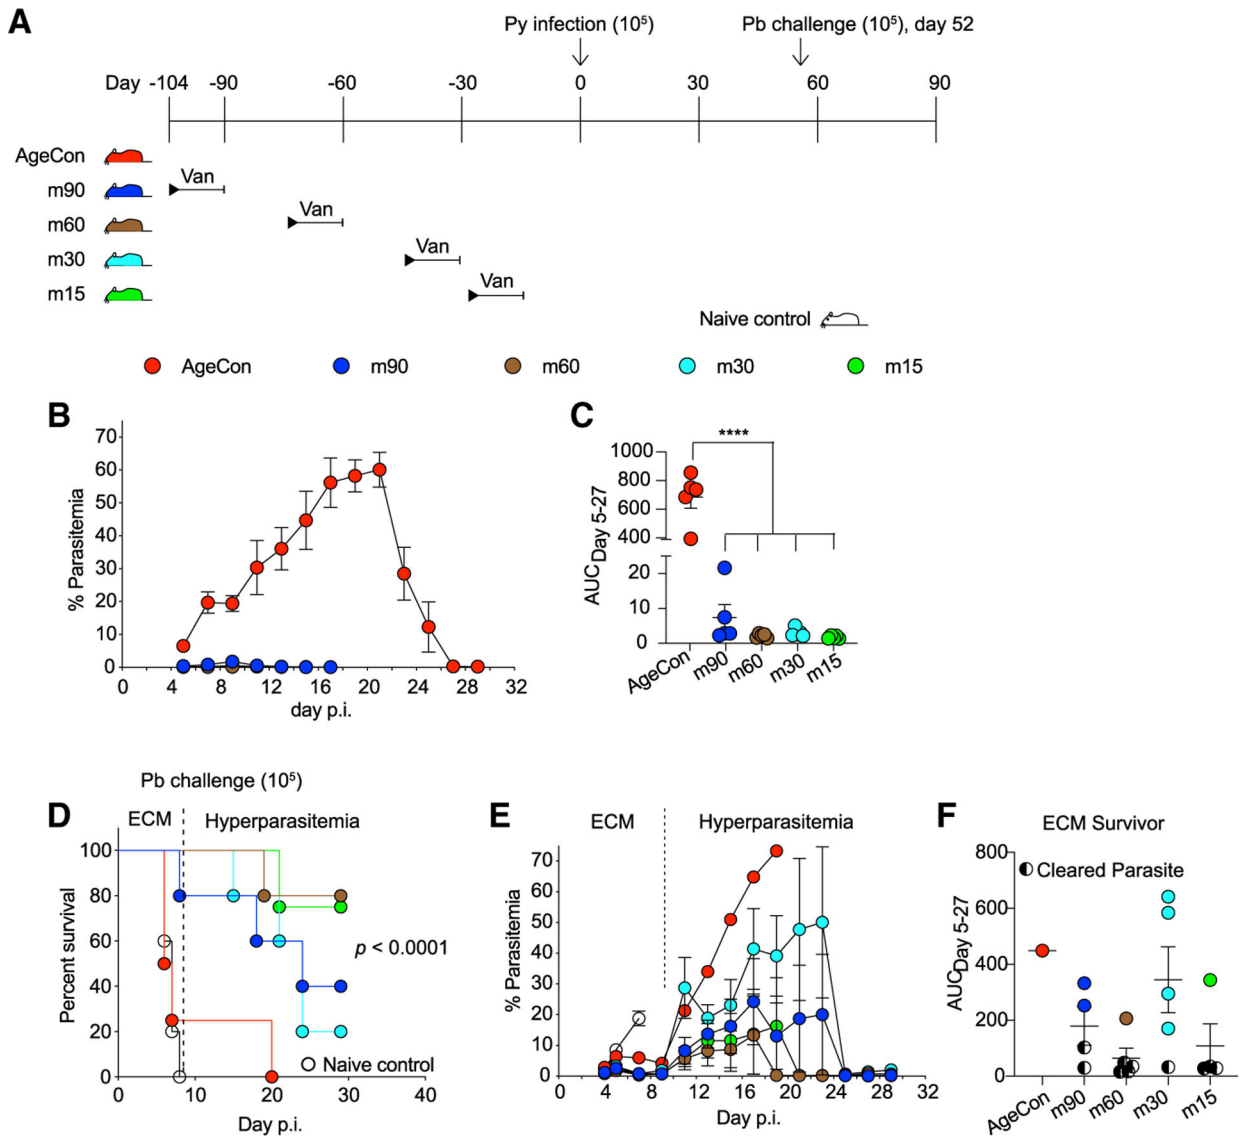 A
Py infection (10⁵)
Pb challenge (10⁵), day 52
Day -104 -90 -60 -30 0 30 60 90
AgeCon
m90 Van
m60 Van
m30 Van
m15 Van
Naive control
AgeCon m90 m60 m30 m15
B
% Parasitemia
70
60
50
40
30
20
10
0
0 4 8 12 16 20 24 28 32
day p.i.
C
****
AUC Day 5-27
1000
800
600
400
20
10
0
AgeCon m90 m60 m30 m15
Pb challenge (10⁵)
D
ECM Hyperparasitemia
Percent survival
100
80
60
40
20
0
p < 0.0001
Naive control
0 10 20 30 40
Day p.i.
E
ECM Hyperparasitemia
% Parasitemia
70
60
50
40
30
20
10
0
0 4 8 12 16 20 24 28 32
Day p.i.
F
ECM Survivor
Cleared Parasite
AUC Day 5-27
800
600
400
200
0
AgeCon m90 m60 m30 m15